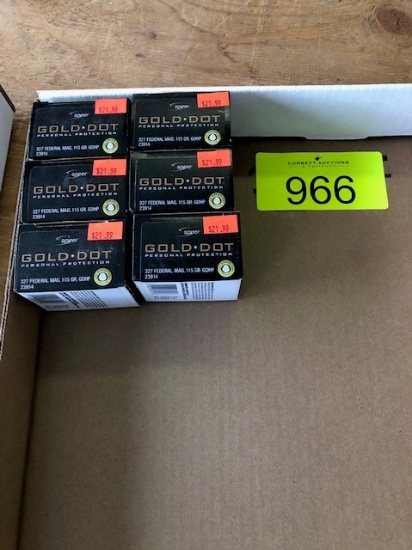 $21.99
speer
GOLD DOT
PERSONAL PROTECTION
327 FEDERAL MAG. 115 GR. GDHP
23914
$21.99
speer
GOLD DOT
PERSONAL PROTECTION
327 FEDERAL MAG. 115 GR. GDHP
23914
CORBETT AUCTIONS
966
$21.99
speer
GOLD DOT
PERSONAL PROTECTION
327 FEDERAL MAG. 115 GR. GDHP
23914
$21.99
speer
GOLD DOT
PERSONAL PROTECTION
327 FEDERAL MAG. 115 GR. GDHP
23914
$21.99
speer
GOLD DOT
PERSONAL PROTECTION
327 FEDERAL MAG. 115 GR. GDHP
23914
$21.99
speer
GOLD DOT
PERSONAL PROTECTION
327 FEDERAL MAG. 115 GR. GDHP
23914